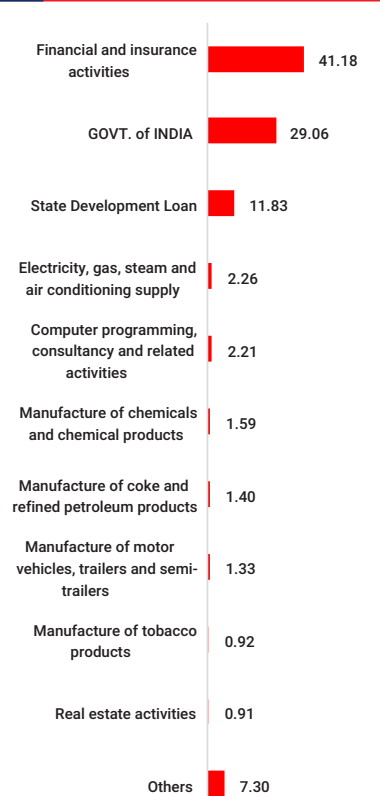 Financial and insurance
activities
41.18
GOVT. of INDIA
29.06
State Development Loan
11.83
Electricity, gas, steam and
air conditioning supply
2.26
Computer programming,
consultancy and related
activities
2.21
Manufacture of chemicals
and chemical products
1.59
Manufacture of coke and
refined petroleum products
1.40
Manufacture of motor
vehicles, trailers and semi-
trailers
1.33
Manufacture of tobacco
products
0.92
Real estate activities
0.91
Others
7.30